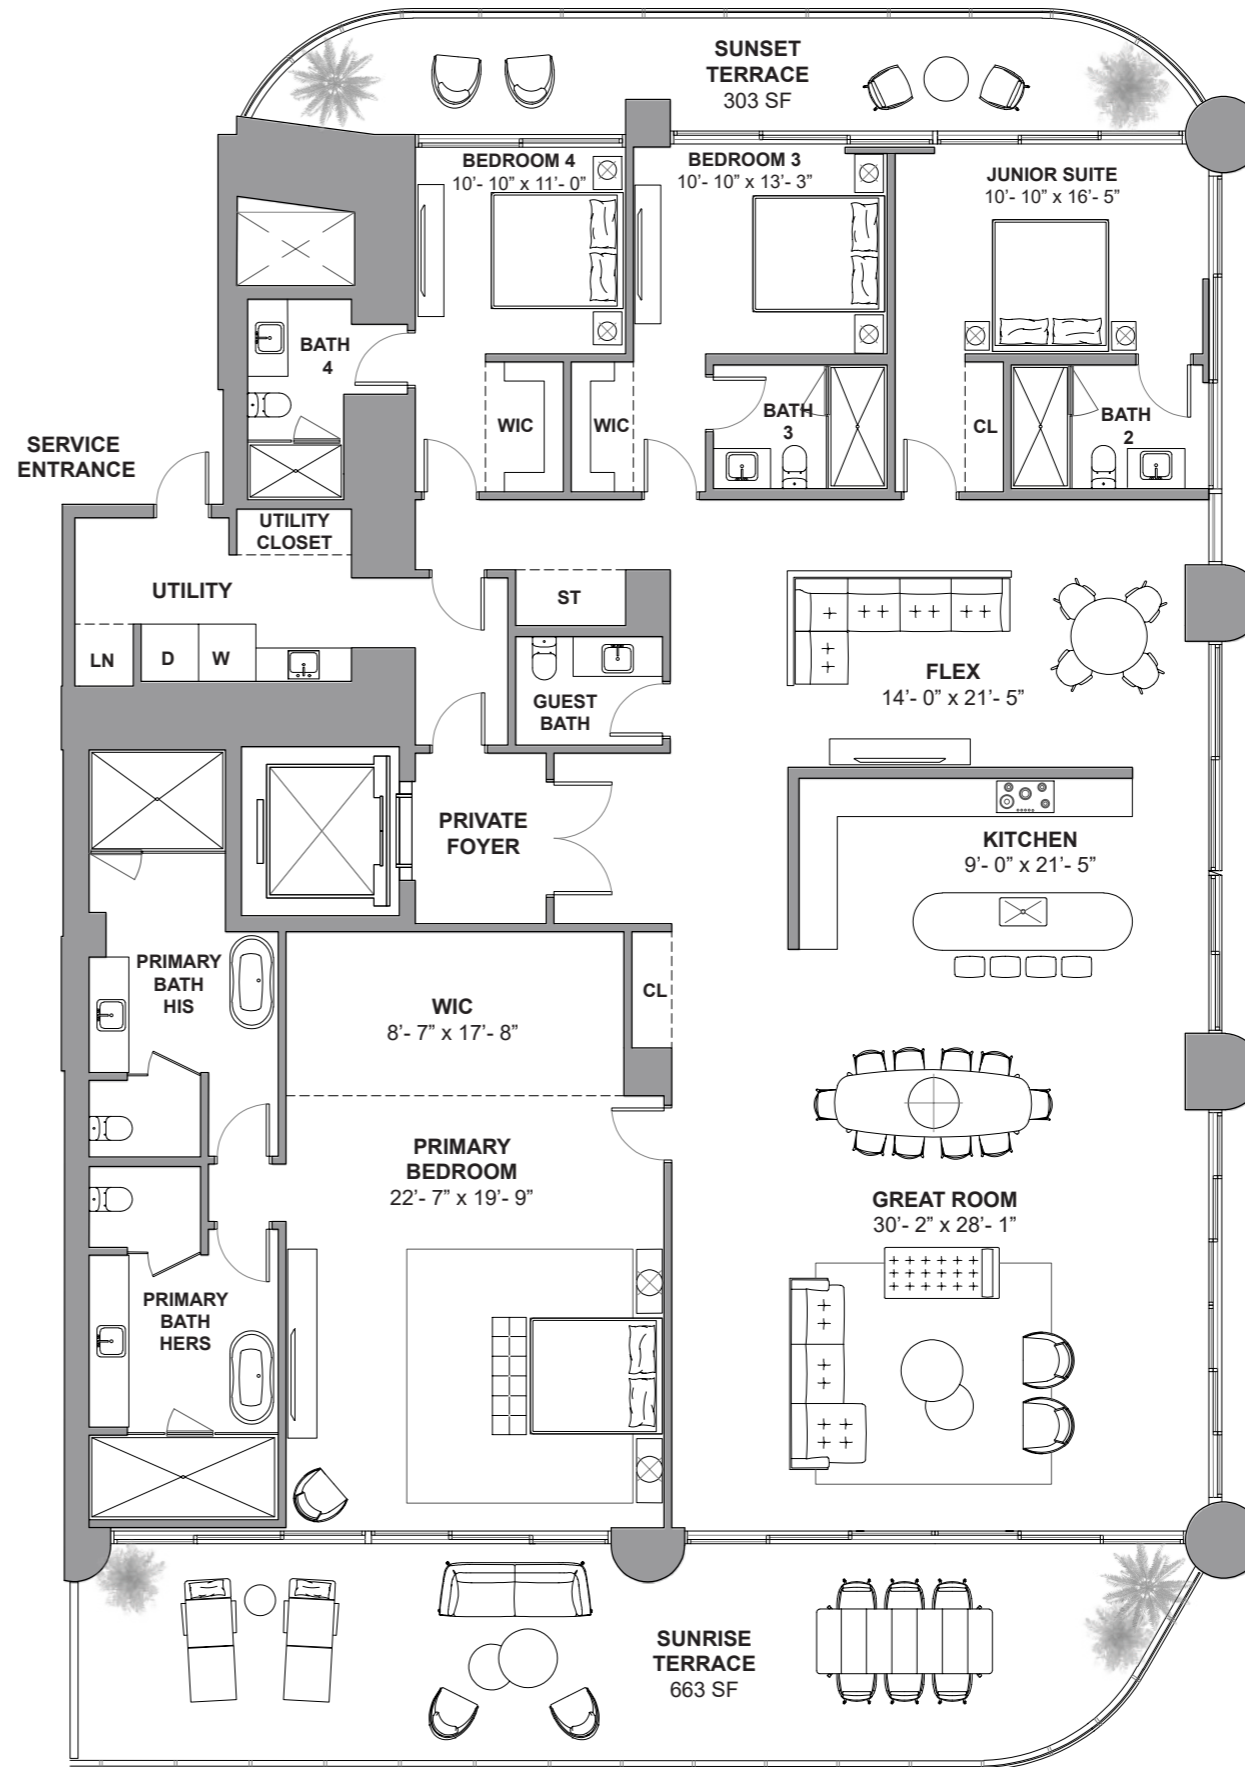 SUNSET
TERRACE
303 SF
BEDROOM 4
10’- 10” x 11’- 0”
BEDROOM 3
10’- 10” x 13’- 3”
JUNIOR SUITE
10’- 10” x 16’- 5”
BATH
4
WIC
WIC
BATH
3
CL
BATH
2
SERVICE
ENTRANCE
UTILITY
CLOSET
UTILITY
ST
LN
D
W
GUEST
BATH
FLEX
14’- 0” x 21’- 5”
PRIVATE
FOYER
KITCHEN
9’- 0” x 21’- 5”
PRIMARY
BATH
HIS
WIC
8’- 7” x 17’- 8”
CL
PRIMARY
BEDROOM
22’- 7” x 19’- 9”
GREAT ROOM
30’- 2” x 28’- 1”
PRIMARY
BATH
HERS
SUNRISE
TERRACE
663 SF